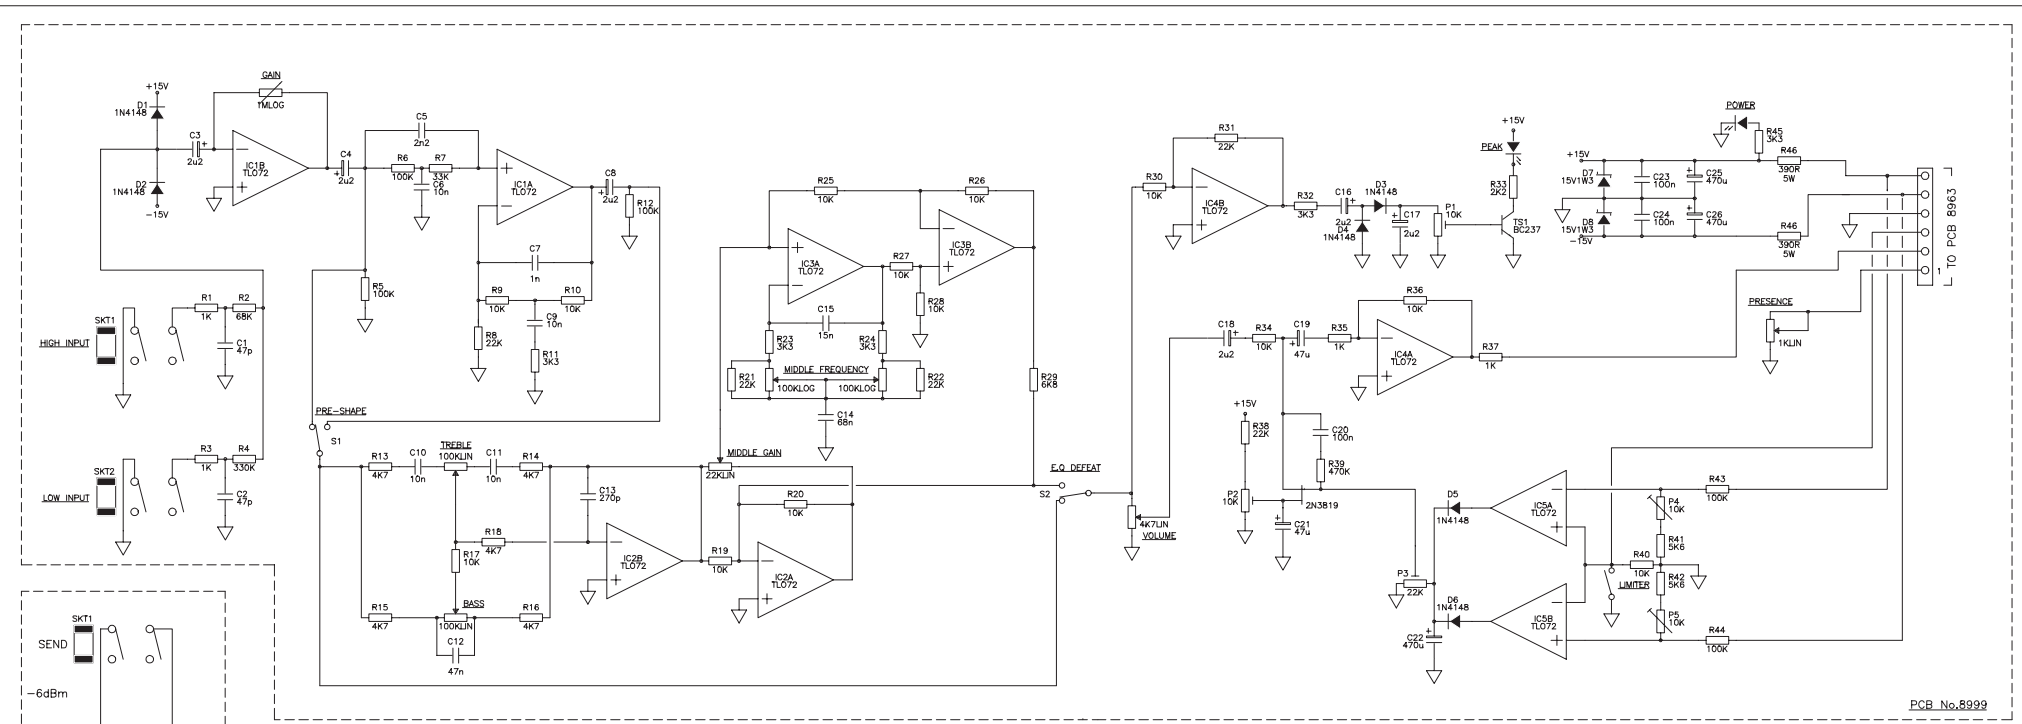 GAIN
1MLOG
+15V
D1
1N4148
D2
1N4148
-15V
C3
+
2u2
IC1B
TL072
C4
+
2u2
C5
2n2
R6
100K
R7
33K
C6
10n
IC1A
TL072
C8
+
2u2
R12
100K
C7
1n
R9
10K
R10
10K
C9
10n
R8
22K
R11
3K3
R5
100K
R1
1K
R2
68K
SKT1
HIGH INPUT
C1
47p
R3
1K
R4
330K
SKT2
LOW INPUT
C2
47p
PRE-SHAPE
S1
R13
4K7
C10
10n
TREBLE
100KLIN
C11
10n
R14
4K7
C13
270p
R18
4K7
R17
10K
BASS
100KLIN
R15
4K7
R16
4K7
C12
47n
IC2B
TL072
R19
10K
IC2A
TL072
R20
10K
MIDDLE GAIN
22KLIN
R25
10K
R26
10K
IC3A
TL072
IC3B
TL072
R27
10K
R28
10K
C15
15n
R23
3K3
R24
3K3
R21
22K
R22
22K
MIDDLE FREQUENCY
100KLOG
100KLOG
C14
68n
R29
6K8
E.Q DEFEAT
S2
4K7LIN
VOLUME
R30
10K
R31
22K
IC4B
TL072
R32
3K3
C16
+
2u2
D3
1N4148
D4
1N4148
C17
+
2u2
P1
10K
+15V
PEAK
R33
2K2
TS1
BC237
C18
+
2u2
R34
10K
C19
+
47u
R35
1K
R36
10K
IC4A
TL072
R37
1K
+15V
R38
22K
C20
100n
R39
470K
P2
10K
2N3819
C21
+
47u
P3
22K
C22
+
470u
D5
1N4148
D6
1N4148
IC5A
TL072
IC5B
TL072
P4
10K
R41
5K6
R40
10K
LIMITER
R42
5K6
P5
10K
R43
100K
R44
100K
POWER
R45
3K3
+15V
D7
15V1W3
D8
15V1W3
-15V
C23
100n
C24
100n
C25
+
470u
C26
+
470u
R46
390R
5W
R46
390R
5W
PRESENCE
1KLIN
1
TO PCB 8963
SKT1
SEND
-6dBm
PCB No.8999